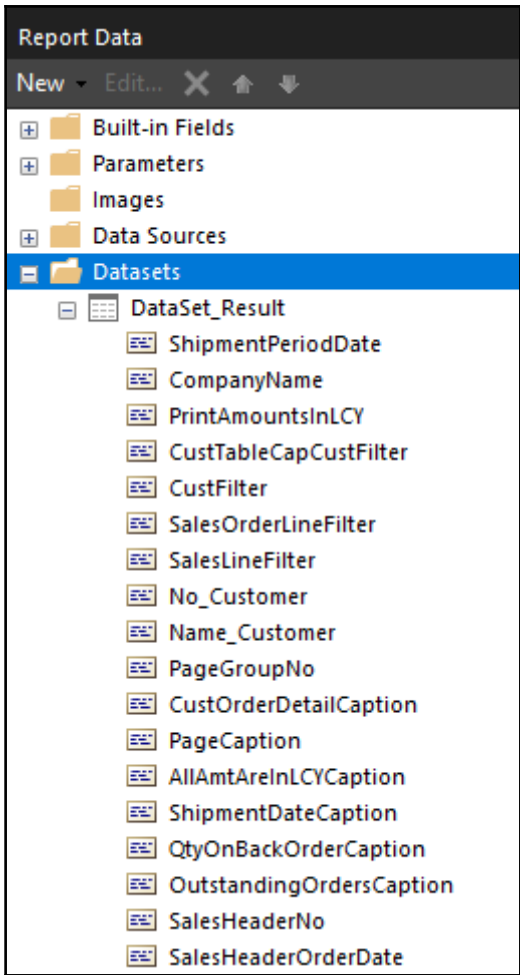 Report Data
New Edit...
Built-in Fields
Parameters
Images
Data Sources
Datasets
DataSet_Result
ShipmentPeriodDate
CompanyName
PrintAmountsInLCY
CustTableCapCustFilter
CustFilter
SalesOrderLineFilter
SalesLineFilter
No_Customer
Name_Customer
PageGroupNo
CustOrderDetailCaption
PageCaption
AllAmtAreInLCYCaption
ShipmentDateCaption
QtyOnBackOrderCaption
OutstandingOrdersCaption
SalesHeaderNo
SalesHeaderOrderDate